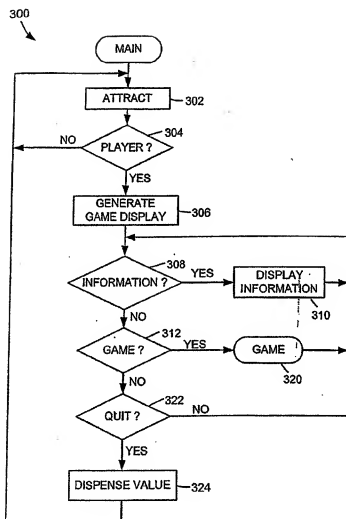 300
MAIN
ATTRACT
302
304
NO
PLAYER ?
YES
GENERATE
GAME DISPLAY
306
308
INFORMATION ?
YES
DISPLAY
INFORMATION
310
NO
312
GAME ?
YES
GAME
320
NO
322
QUIT ?
NO
YES
DISPENSE VALUE
324